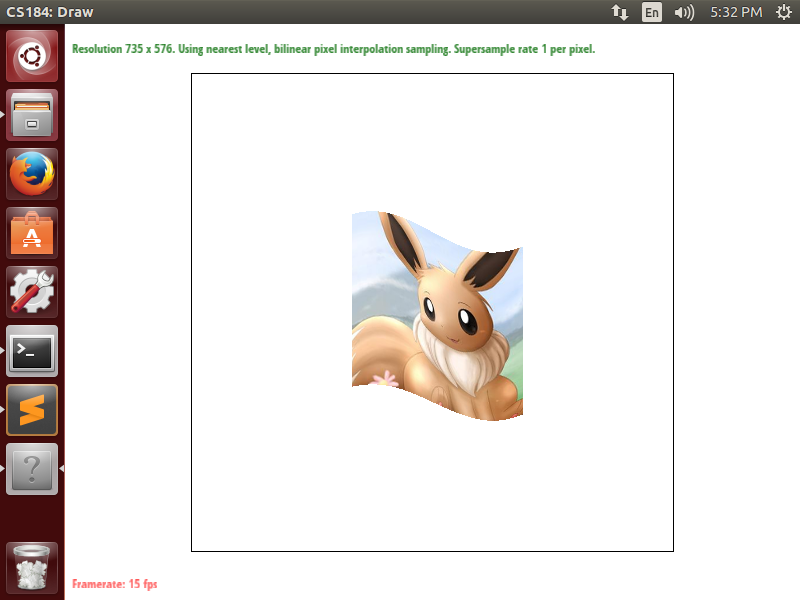 CS184: Draw
En
5:32 PM
Resolution 735 x 576. Using nearest level, bilinear pixel interpolation sampling. Supersample rate 1 per pixel.
Framerate: 15 fps